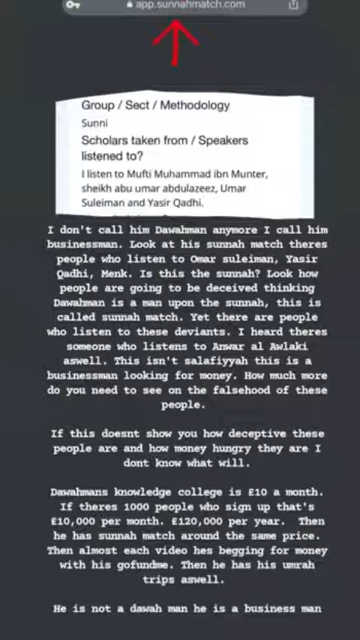 app.sunnahmatch.com
Group / Sect / Methodology
Sunni
Scholars taken from / Speakers
listened to?
I listen to Mufti Muhammad ibn Munter,
sheikh abu umar abdulazeez, Umar
Suleiman and Yasir Qadhi.
I don't call him Dawahman anymore I call him
businessman. Look at his sunnah match theres
people who listen to Omar suleiman, Yasir
Qadhi, Menk. Is this the sunnah? Look how
people are going to be deceived thinking
Dawahman is a man upon the sunnah, this is
called sunnah match. Yet there are people
who listen to these deviants. I heard theres
someone who listens to Anwar al Awlaki
aswell. This isn't salafiyyah this is a
businessman looking for money. How much more
do you need to see on the falsehood of these
people.
If this doesnt show you how deceptive these
people are and how money hungry they are I
dont know what will.
Dawahmans knowledge college is £10 a month.
If theres 1000 people who sign up that's
£10,000 per month. £120,000 per year. Then
he has sunnah match around the same price.
Then almost each video hes begging for money
with his gofundme. Then he has his umrah
trips aswell.
He is not a dawah man he is a business man